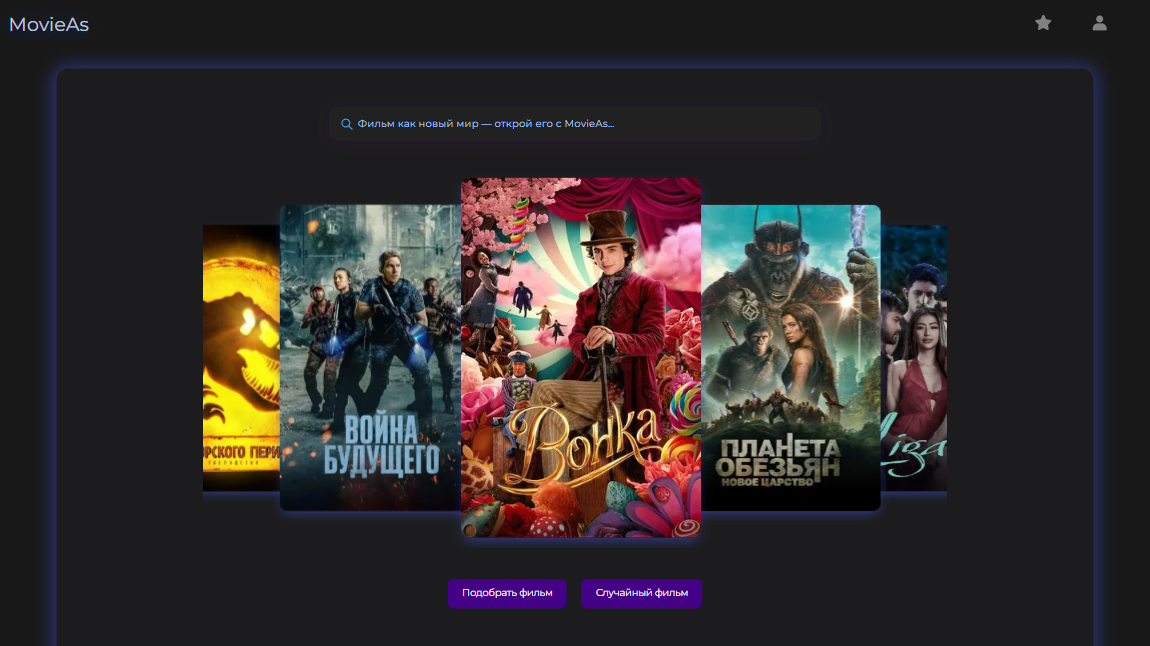 MovieAs
Фильм как новый мир — открой его с MovieAs...
ВОЙНА
БУДУЩЕГО
Вонка
ПЛАНЕТА
ОБЕЗЬЯН
НОВОЕ ЦАРСТВО
Подобрать фильм
Случайный фильм